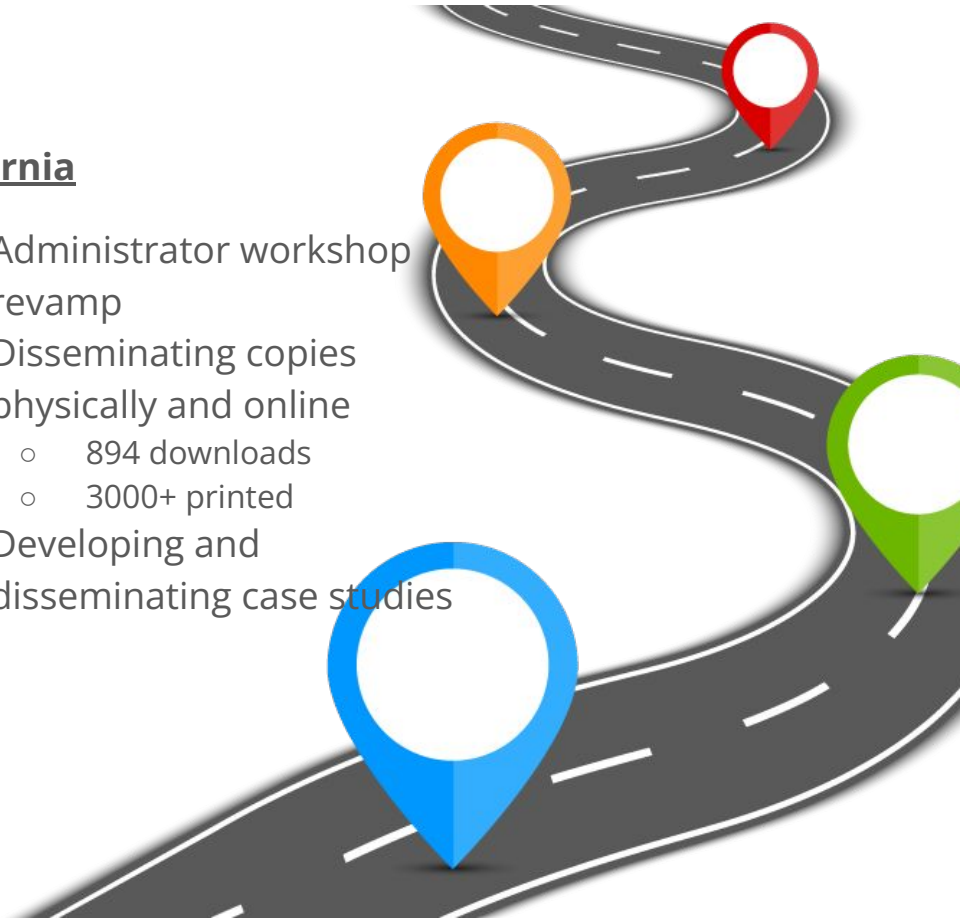 rnia
Administrator workshop
revamp
Disseminating copies
physically and online
○ 894 downloads
○ 3000+ printed
Developing and
disseminating case studies